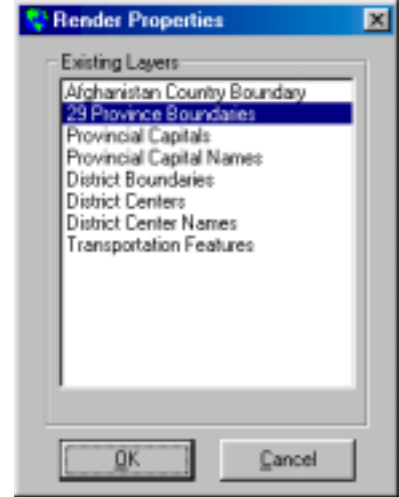 Render Properties
Existing Layers
Afghanistan Country Boundary
29 Province Boundaries
Provincial Capitals
Provincial Capital Names
District Boundaries
District Centers
District Center Names
Transportation Features
OK
Cancel